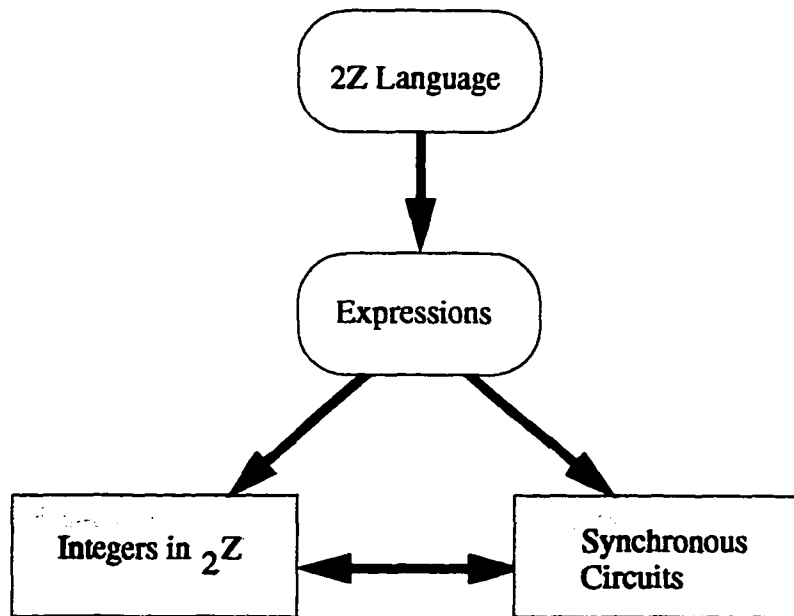 2Z Language
Expressions
Integers in ₂Z
Synchronous
Circuits